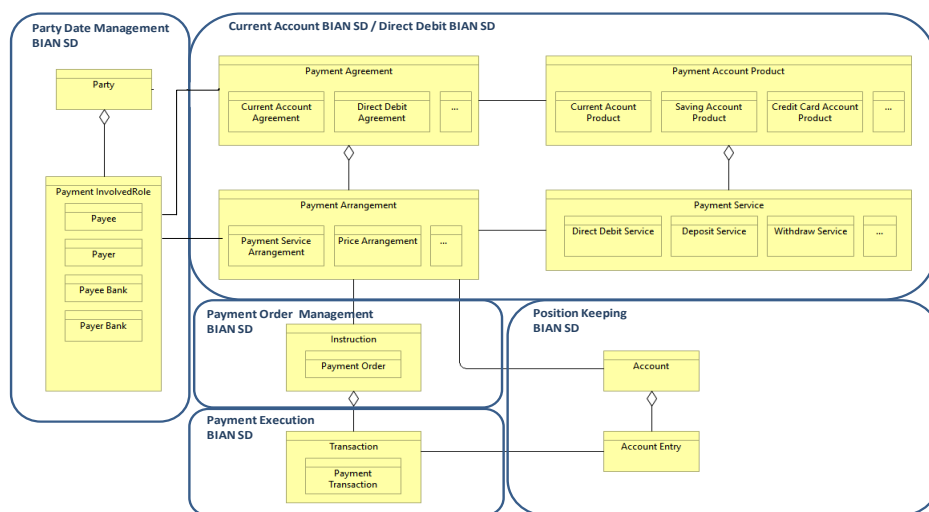 Party Date Management
BIAN SD
Party
Payment InvolvedRole
Payee
Payer
Payee Bank
Payer Bank
Current Account BIAN SD / Direct Debit BIAN SD
Payment Agreement
Current Account
Agreement
Direct Debit
Agreement
...
Payment Account Product
Current Acount
Product
Saving Account
Product
Credit Card Account
Product
...
Payment Arrangement
Payment Service
Arrangement
Price Arrangement
...
Payment Service
Direct Debit Service
Deposit Service
Withdraw Service
...
Payment Order Management
BIAN SD
Instruction
Payment Order
Position Keeping
BIAN SD
Account
Account Entry
Payment Execution
BIAN SD
Transaction
Payment
Transaction